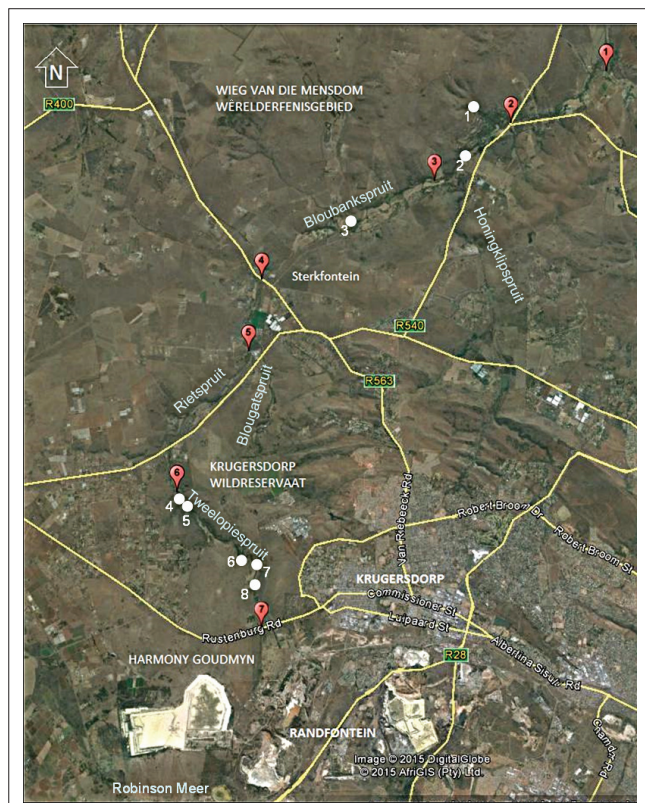 N
1
WIEG VAN DIE MENSDOM
WÊRELDERFENISGEBIED
R400
2
1
2
3
Bloubankspruit
3
Honingklipspruit
4
Sterkfontein
5
R540
Rietspruit
Blougatspruit
R563
KRUGERSDORP
WILDRESERVAAT
6
4
5
Tweelopiespruit
Van Riebeeck Rd
Robert Broom Dr
Robert Broom St
6
7
8
KRUGERSDORP
Commissioner St
Luipaard St
7
Rustenburg Rd
Albertina Sisulu Rd
HARMONY GOUDMYN
R28
RANDFONTEIN
Chamdor Rd
Image © 2015 DigitalGlobe
© 2015 AfriGIS (Pty) Ltd.
Robinson Meer